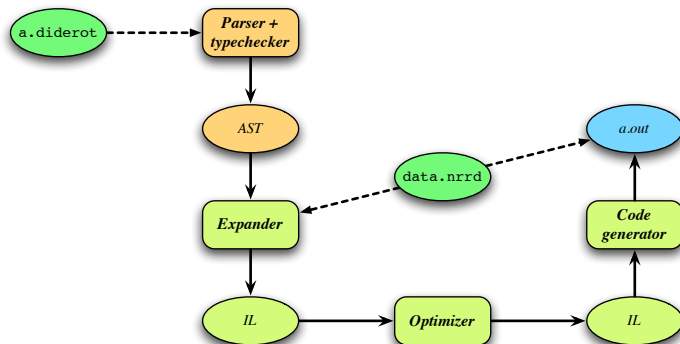 a.diderot
Parser +
typechecker
AST
a.out
data.nrrd
Expander
Code
generator
IL
Optimizer
IL